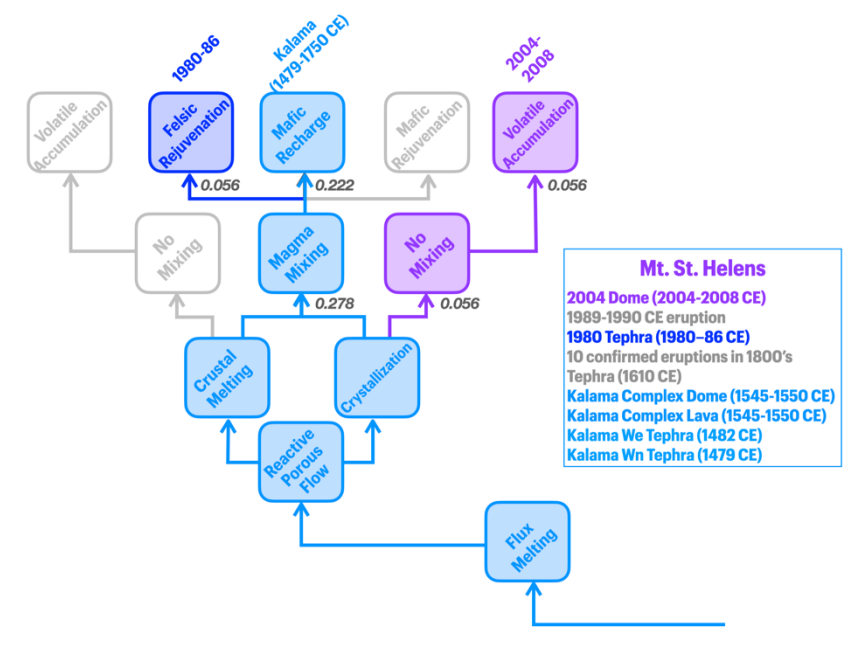 1980-86
Kalama
(1479-1750 CE)
2004-
2008
Volatile
Accumulation
Felsic
Rejuvenation
Mafic
Recharge
Mafic
Rejuvenation
Volatile
Accumulation
0.056
0.222
0.056
No
Mixing
Magma
Mixing
No
Mixing
0.278
0.056
Crustal
Melting
Crystallization
Reactive
Porous
Flow
Flux
Melting
Mt. St. Helens
2004 Dome (2004-2008 CE)
1989-1990 CE eruption
1980 Tephra (1980–86 CE)
10 confirmed eruptions in 1800's
Tephra (1610 CE)
Kalama Complex Dome (1545-1550 CE)
Kalama Complex Lava (1545-1550 CE)
Kalama We Tephra (1482 CE)
Kalama Wn Tephra (1479 CE)